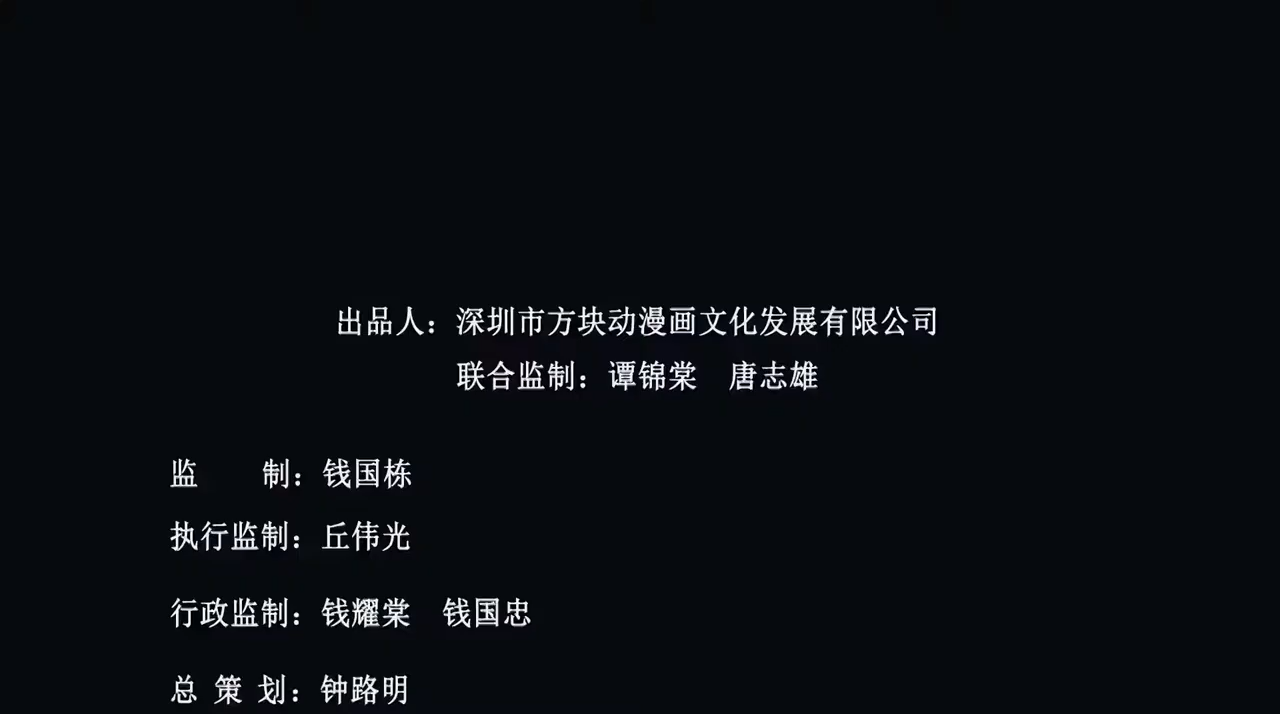 出品人：深圳市方块动漫画文化发展有限公司
联合监制：谭锦棠　唐志雄
监　　制：钱国栋
执行监制：丘伟光
行政监制：钱耀棠　钱国忠
总 策 划：钟路明